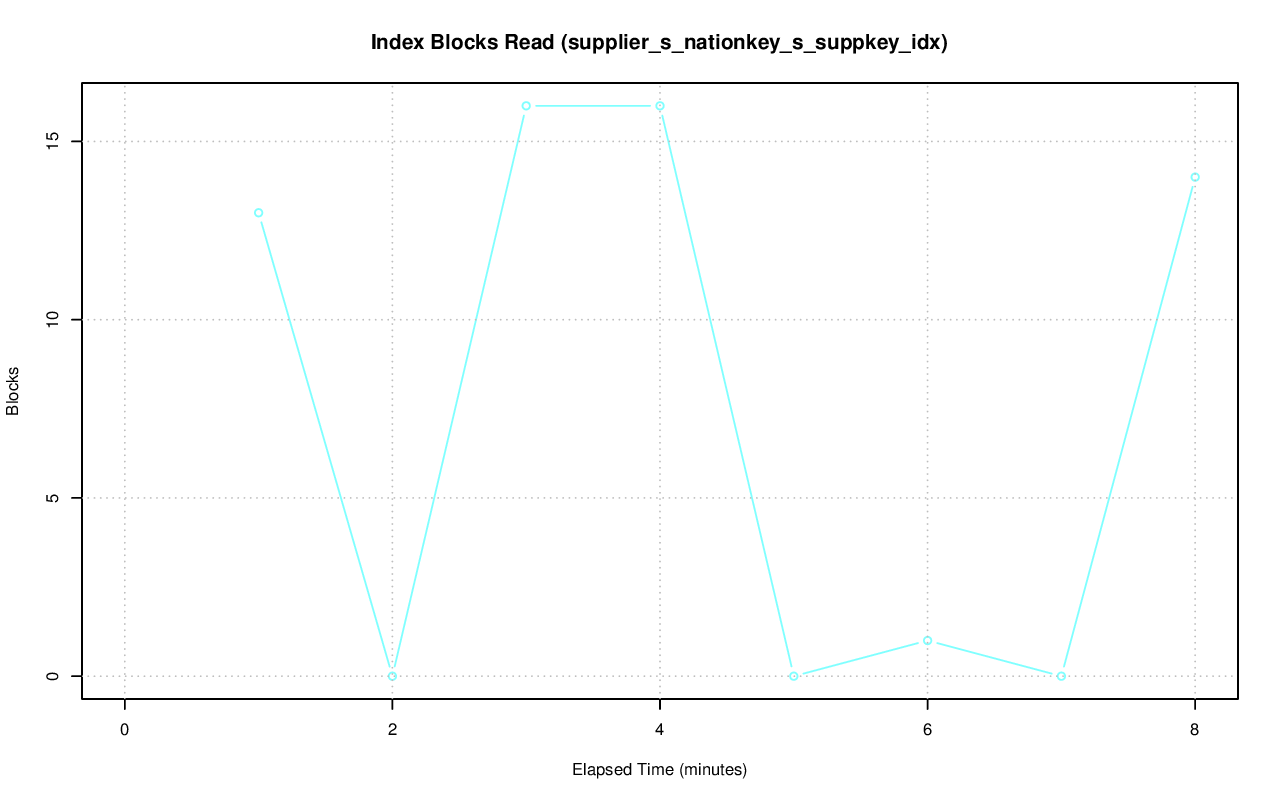 Index Blocks Read (supplier_s_nationkey_s_suppkey_idx)
15
10
5
0
Blocks
0 2 4 6 8
Elapsed Time (minutes)